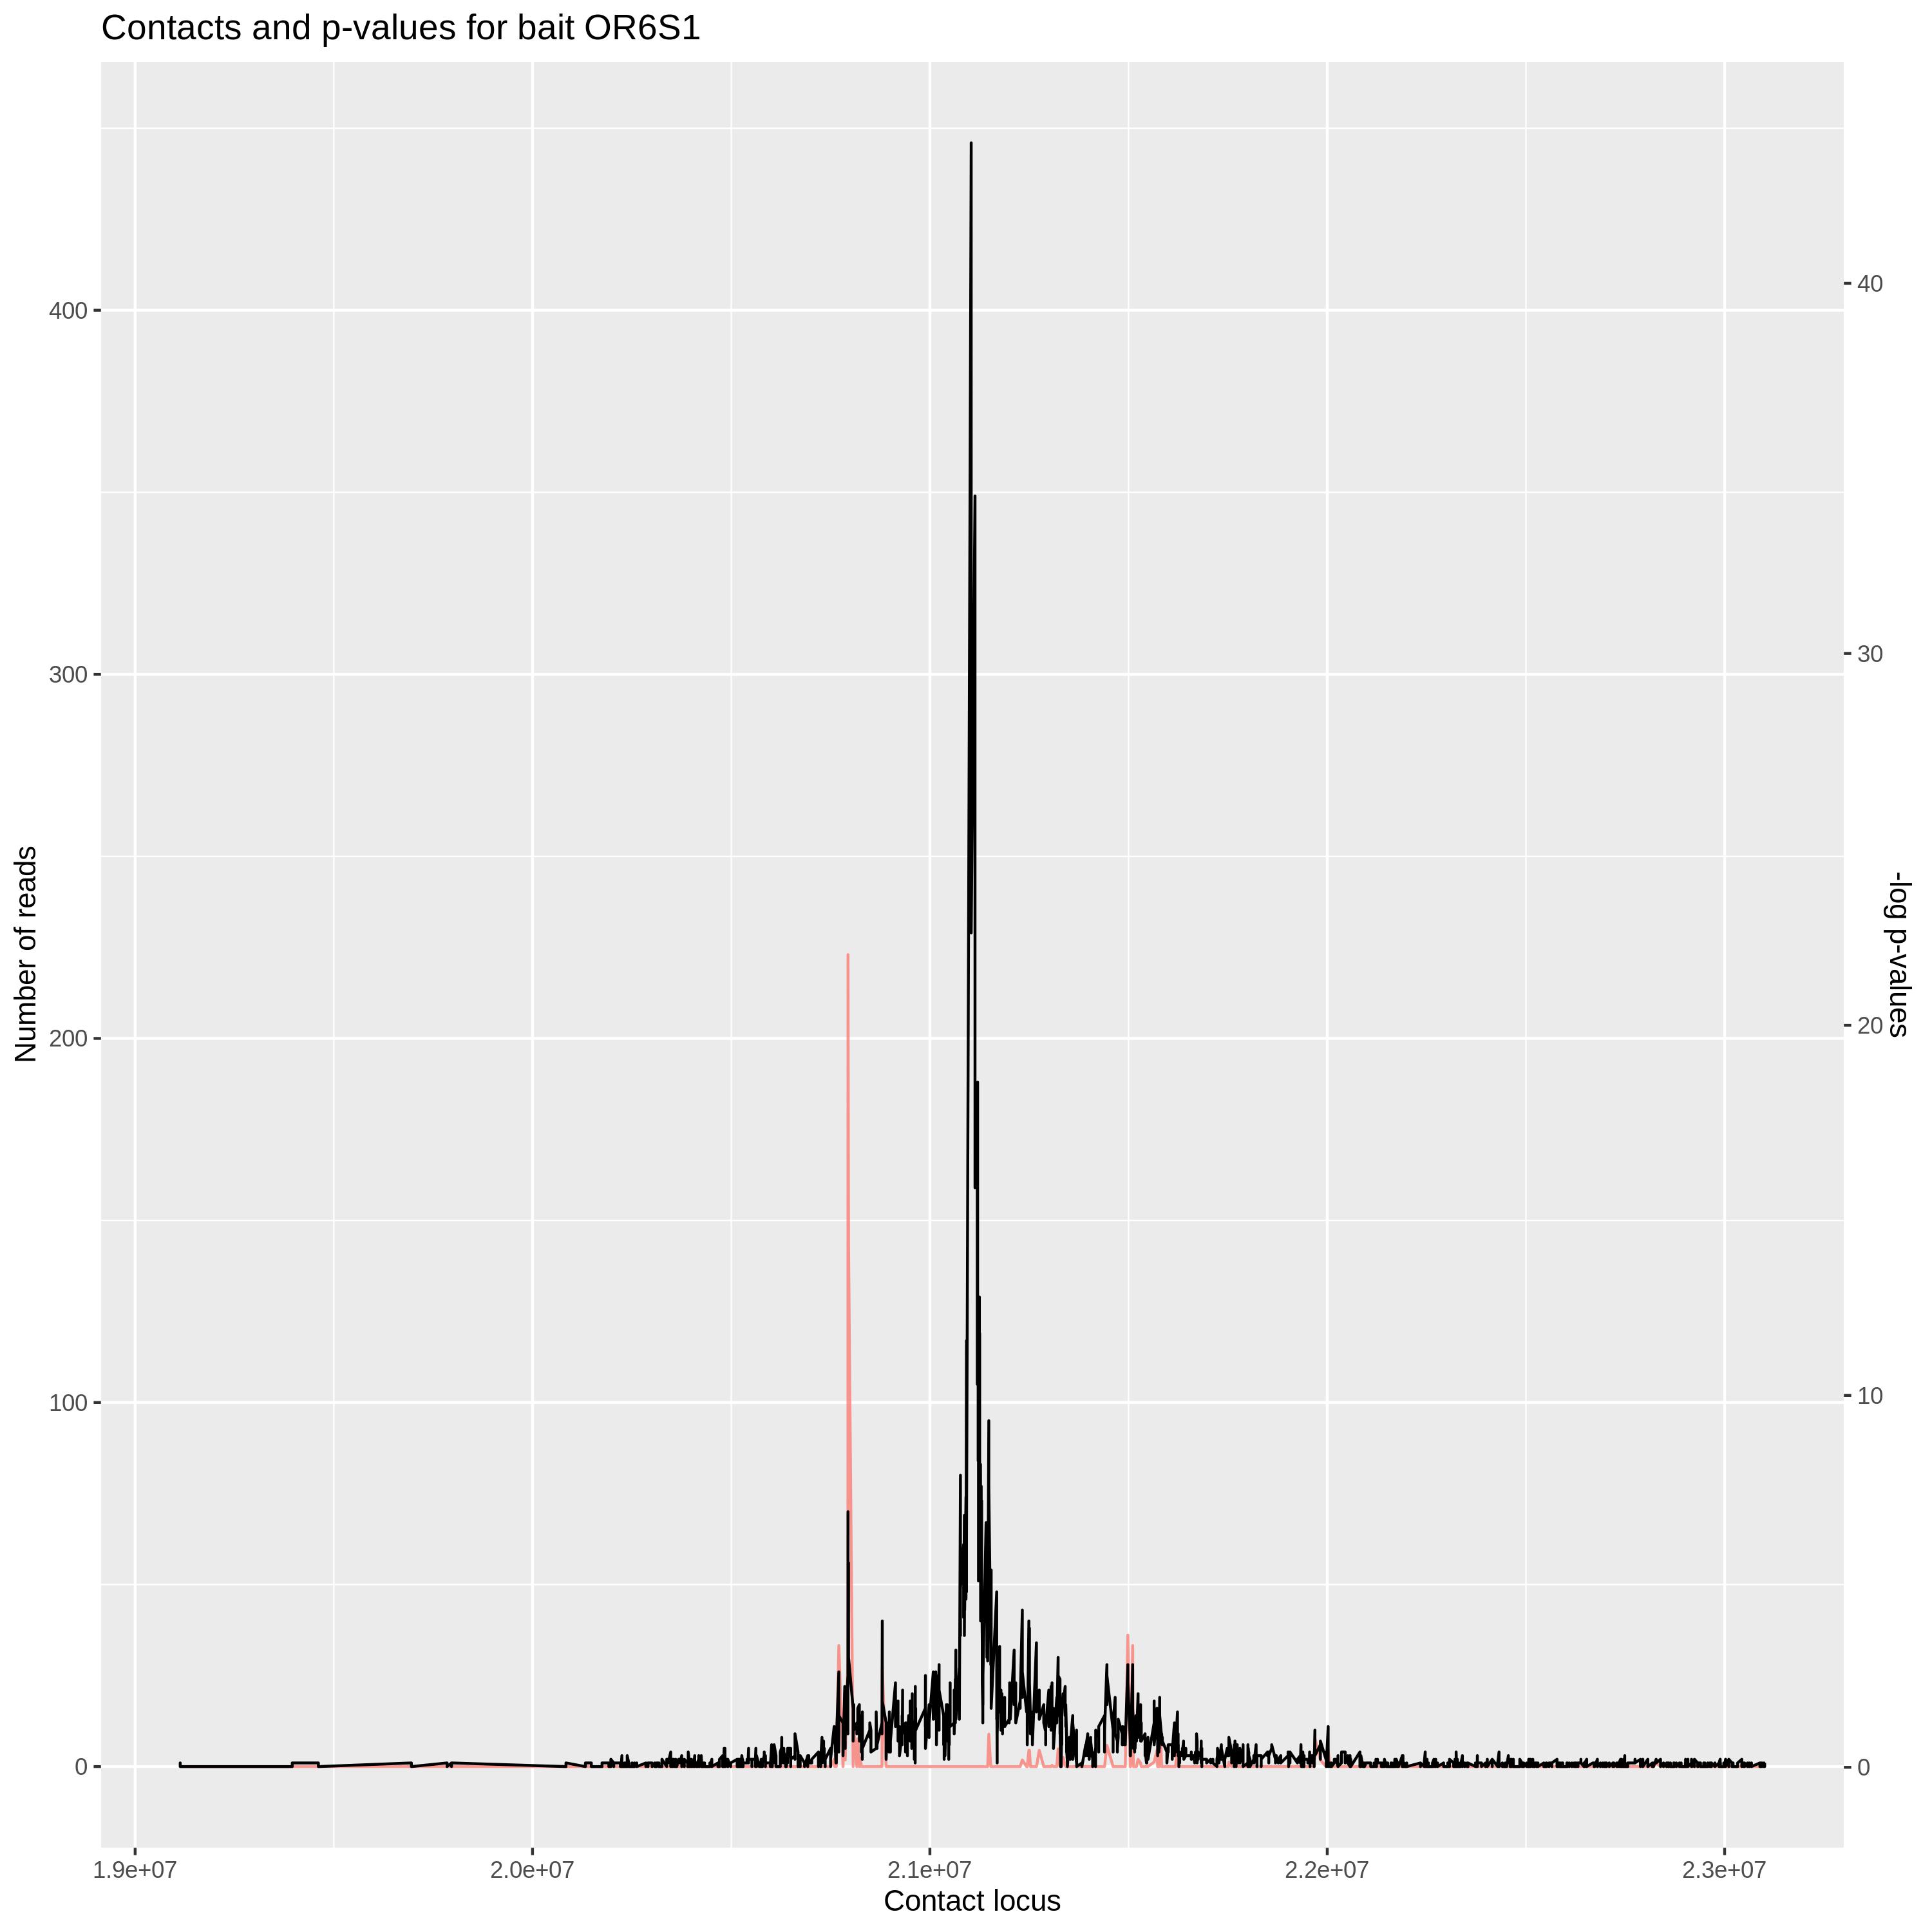 Contacts and p-values for bait OR6S1
400
300
200
100
0
Number of reads
40
30
20
10
0
-log p-values
1.9e+07
2.0e+07
2.1e+07
2.2e+07
2.3e+07
Contact locus